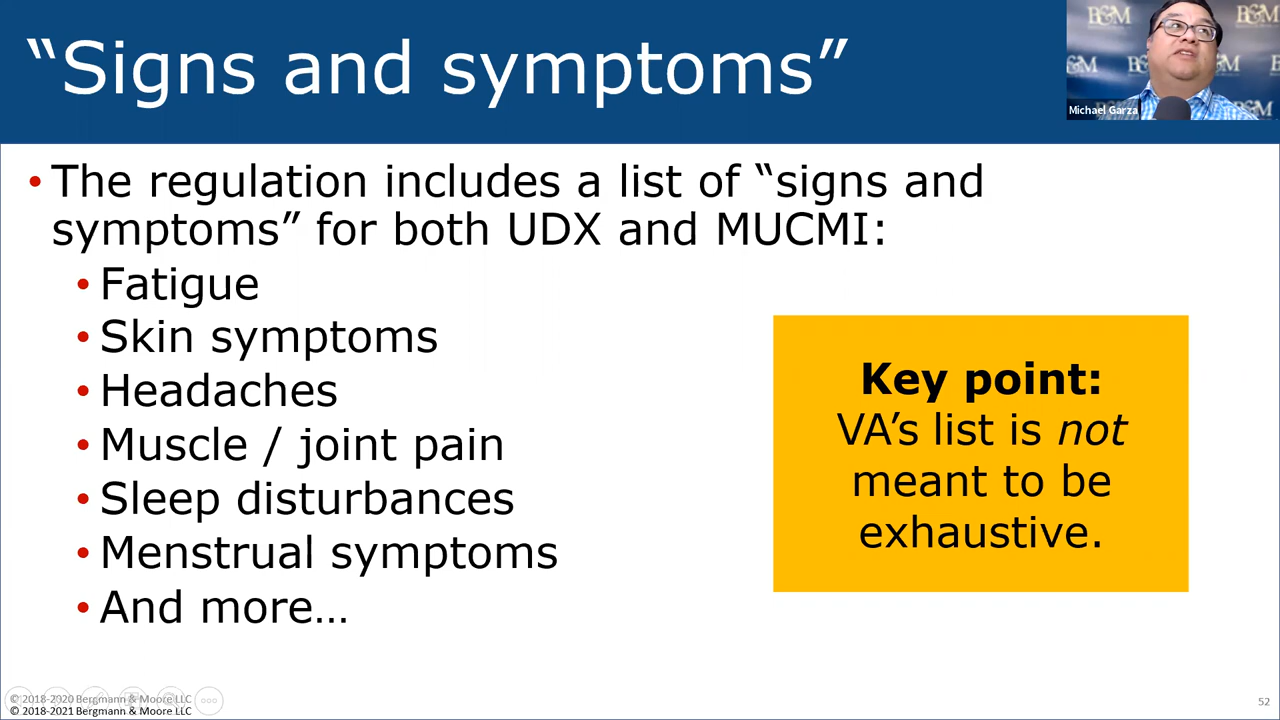 “Signs and symptoms”
B&M
B&M
B&M
B&M
Michael Garza
• The regulation includes a list of “signs and
symptoms” for both UDX and MUCMI:
• Fatigue
• Skin symptoms
• Headaches
• Muscle / joint pain
• Sleep disturbances
• Menstrual symptoms
• And more…
Key point:
VA’s list is not
meant to be
exhaustive.
© 2018-2020 Bergmann & Moore LLC
© 2018-2021 Bergmann & Moore LLC
52